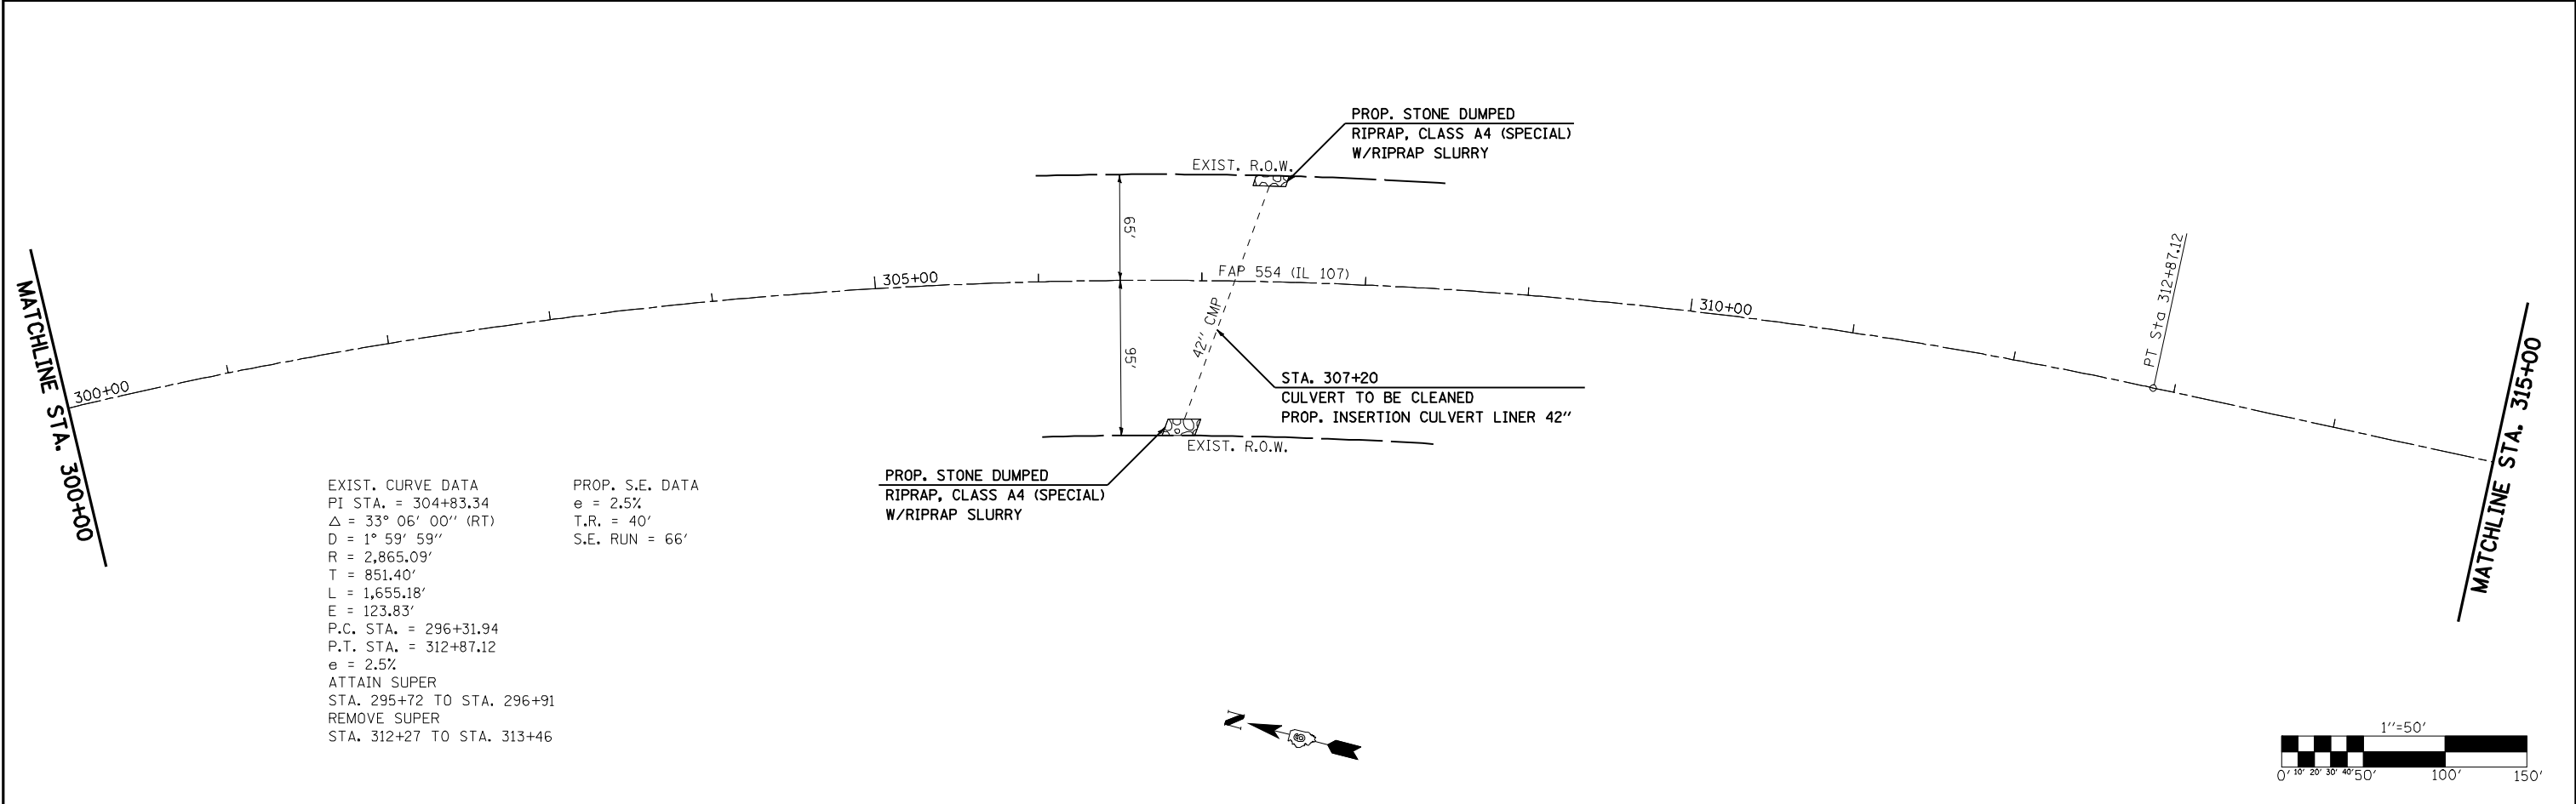 PROP. STONE DUMPED
RIPRAP, CLASS A4 (SPECIAL)
W/RIPRAP SLURRY
EXIST. R.O.W.
65'
305+00
FAP 554 (IL 107)
310+00
PT Sta 312+87.12
MATCHLINE STA. 300+00
300+00
42" CMP
95'
STA. 307+20
CULVERT TO BE CLEANED
PROP. INSERTION CULVERT LINER 42"
MATCHLINE STA. 315+00
EXIST. R.O.W.
PROP. STONE DUMPED
RIPRAP, CLASS A4 (SPECIAL)
W/RIPRAP SLURRY
EXIST. CURVE DATA
PI STA. = 304+83.34
Δ = 33° 06' 00" (RT)
D = 1° 59' 59"
R = 2,865.09'
T = 851.40'
L = 1,655.18'
E = 123.83'
P.C. STA. = 296+31.94
P.T. STA. = 312+87.12
e = 2.5%
ATTAIN SUPER
STA. 295+72 TO STA. 296+91
REMOVE SUPER
STA. 312+27 TO STA. 313+46
PROP. S.E. DATA
e = 2.5%
T.R. = 40'
S.E. RUN = 66'
N
1"=50'
0' 10' 20' 30' 40' 50' 100' 150'